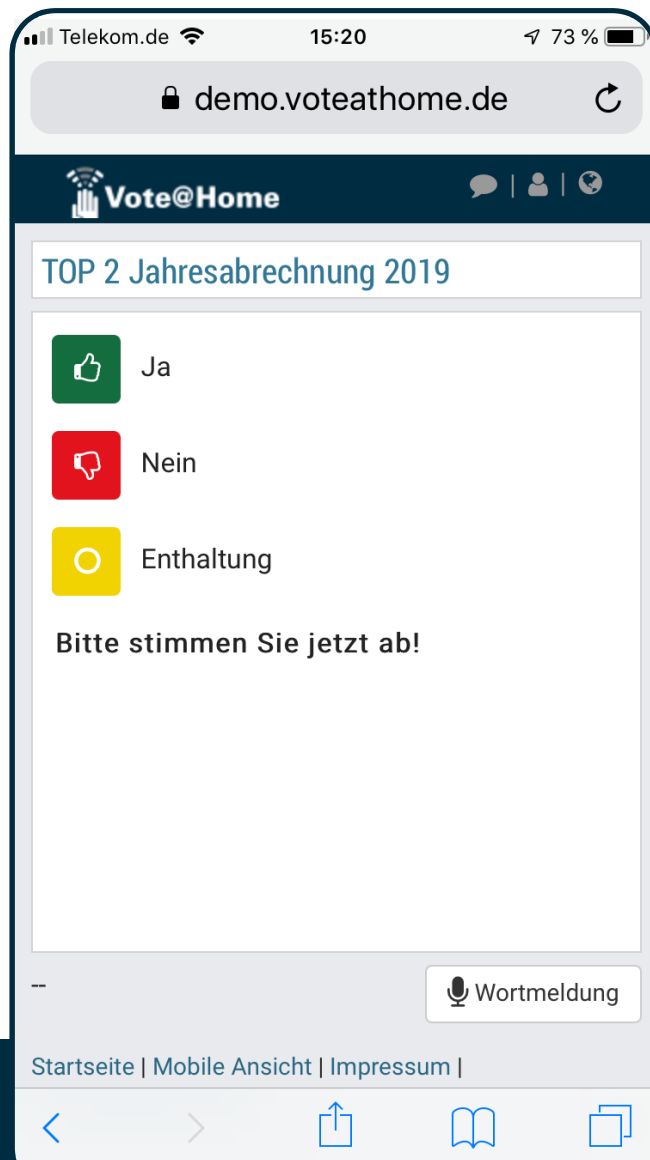 Telekom.de 15:20 73 %
demo.voteathome.de
Vote@Home | |
TOP 2 Jahresabrechnung 2019
Ja
Nein
Enthaltung
Bitte stimmen Sie jetzt ab!
-- Wortmeldung
Startseite | Mobile Ansicht | Impressum |